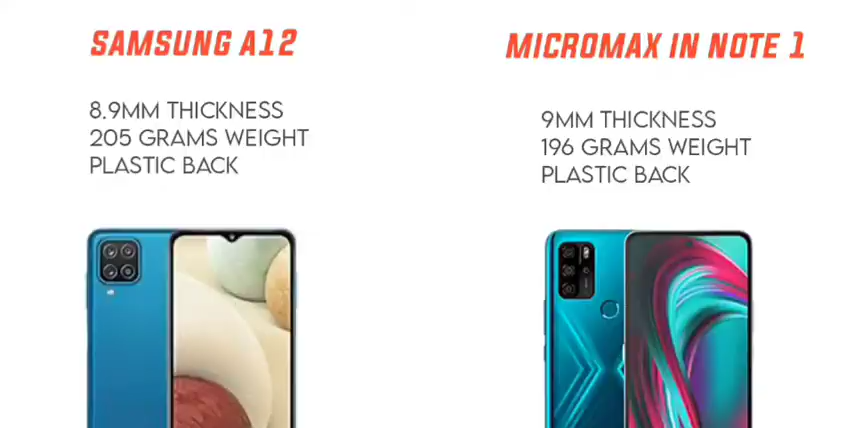 SAMSUNG A12
8.9MM THICKNESS
205 GRAMS WEIGHT
PLASTIC BACK
MICROMAX IN NOTE 1
9MM THICKNESS
196 GRAMS WEIGHT
PLASTIC BACK